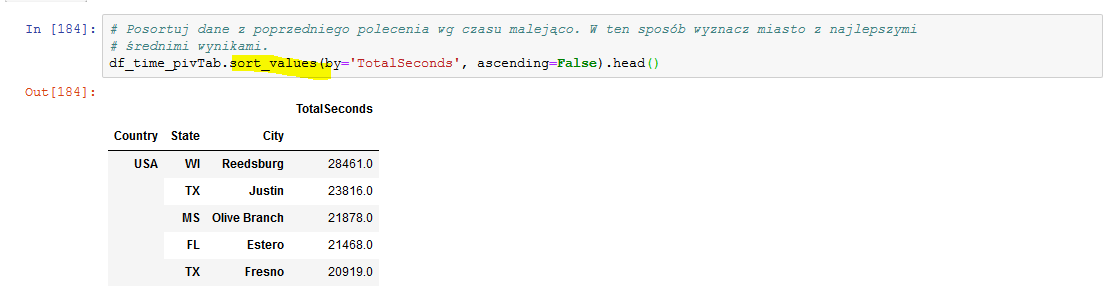 In [184]: # Posortuj dane z poprzedniego polecenia wg czasu malejąco. W ten sposób wyznacz miasto z najlepszymi
# średnimi wynikami.
df_time_pivTab.sort_values(by='TotalSeconds', ascending=False).head()
Out[184]:
TotalSeconds
Country State City
USA WI Reedsburg 28461.0
TX Justin 23816.0
MS Olive Branch 21878.0
FL Estero 21468.0
TX Fresno 20919.0